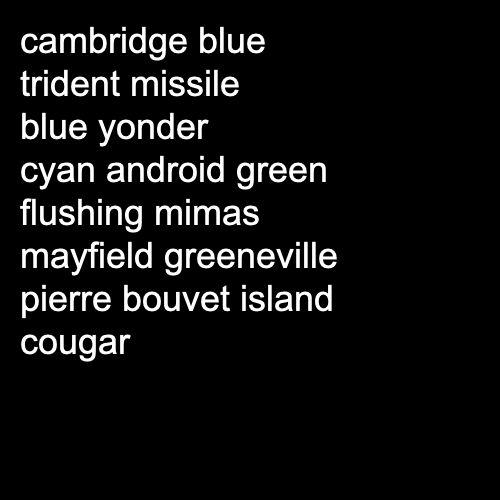 cambridge blue
trident missile
blue yonder
cyan android green
flushing mimas
mayfield greeneville
pierre bouvet island
cougar